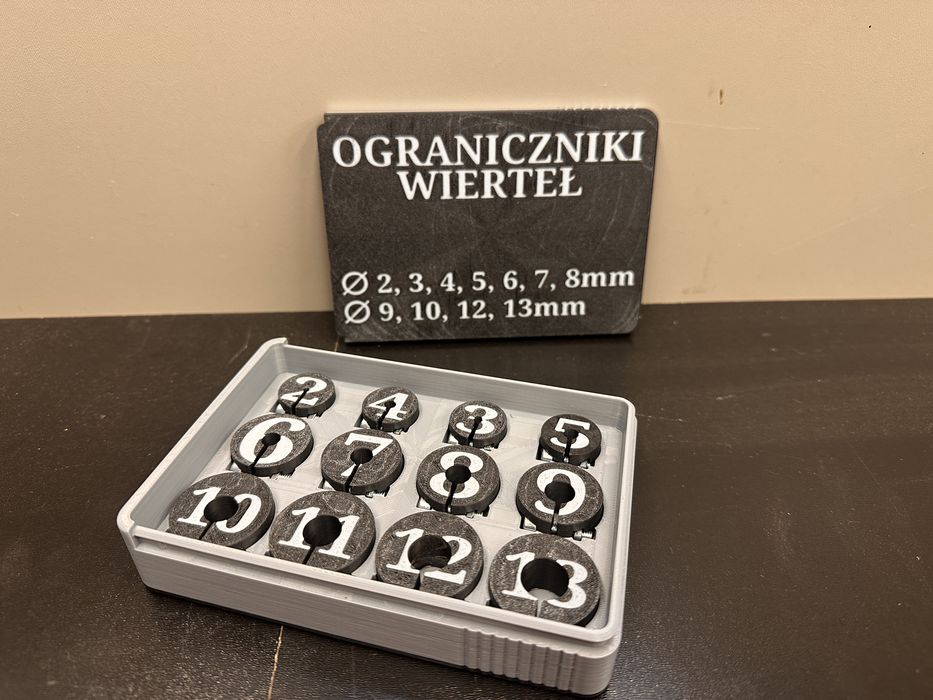 OGRANICZNIKI
WIERTEŁ
Ø 2, 3, 4, 5, 6, 7, 8mm
Ø 9, 10, 12, 13mm
2 4 3 5
6 7 8 9
10 11 12 13